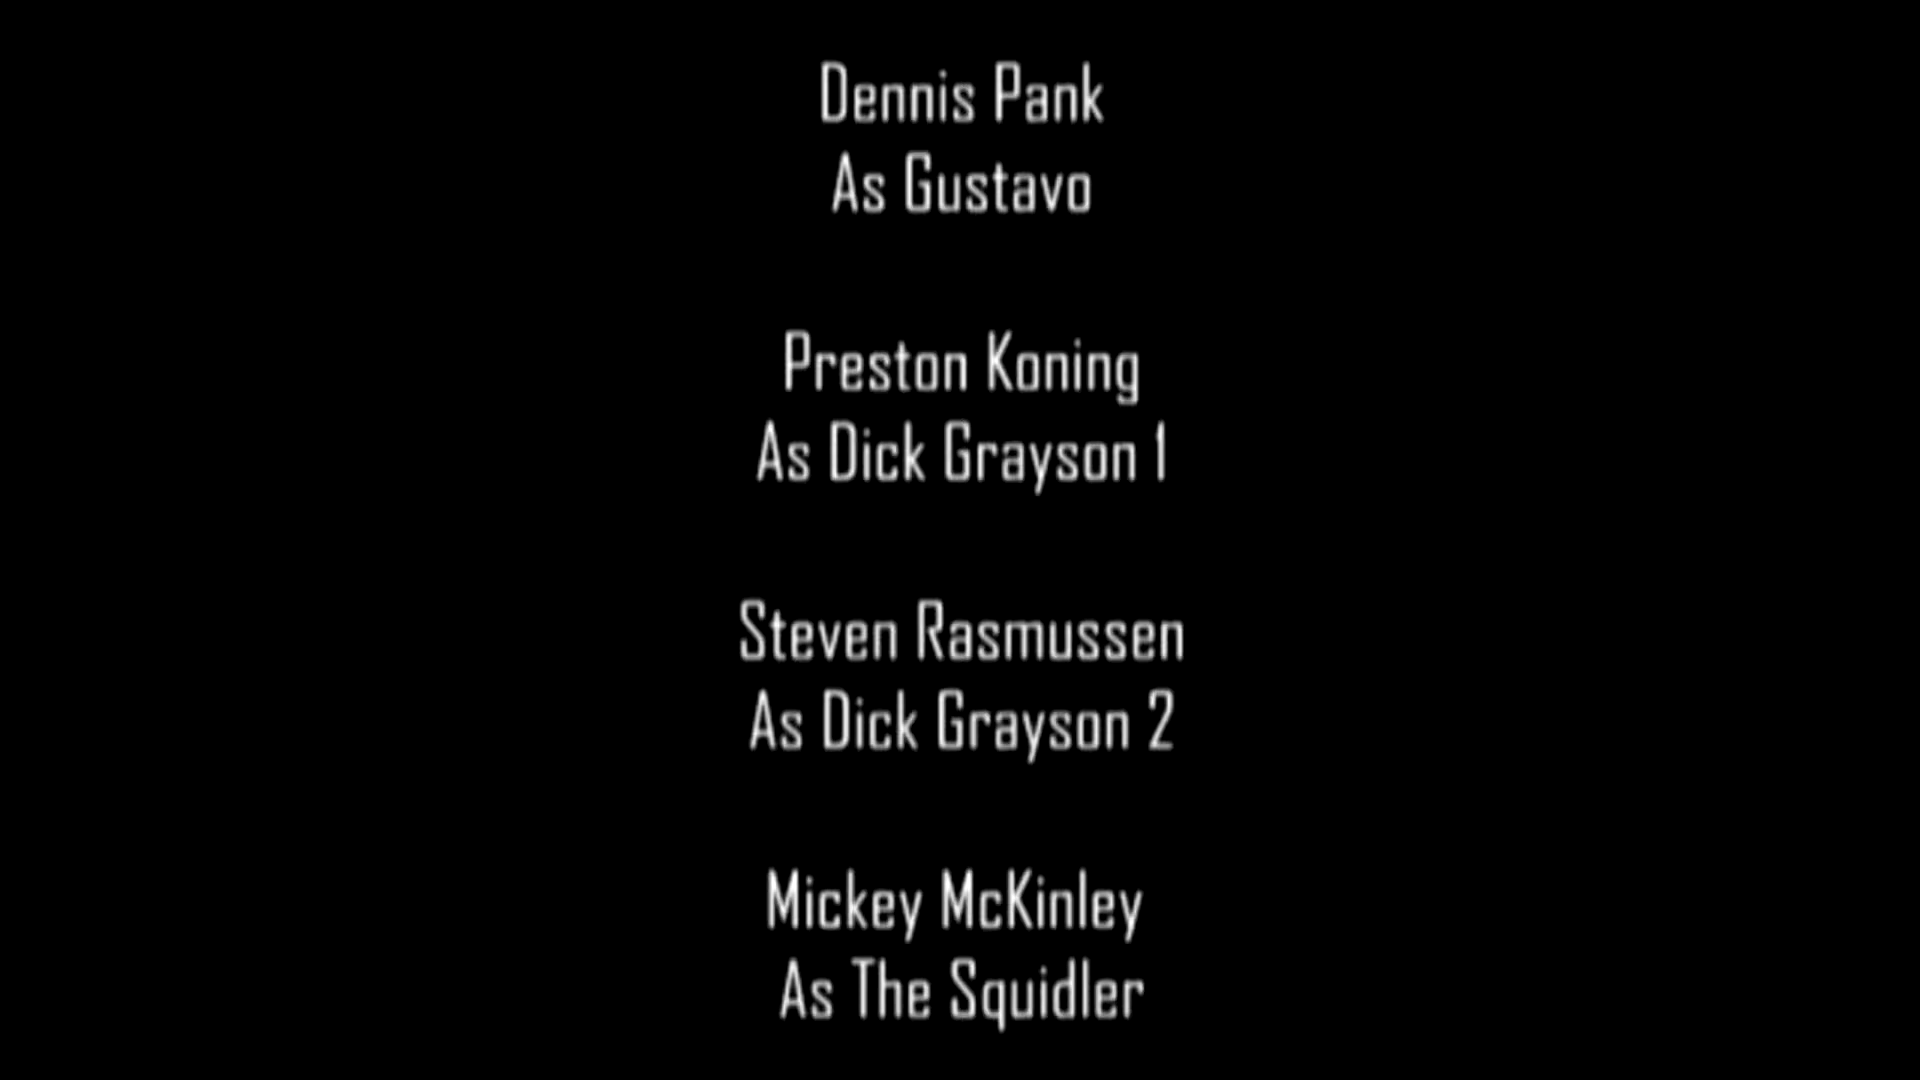 Dennis Pank
As Gustavo
Preston Koning
As Dick Grayson 1
Steven Rasmussen
As Dick Grayson 2
Mickey McKinley
As The Squidler